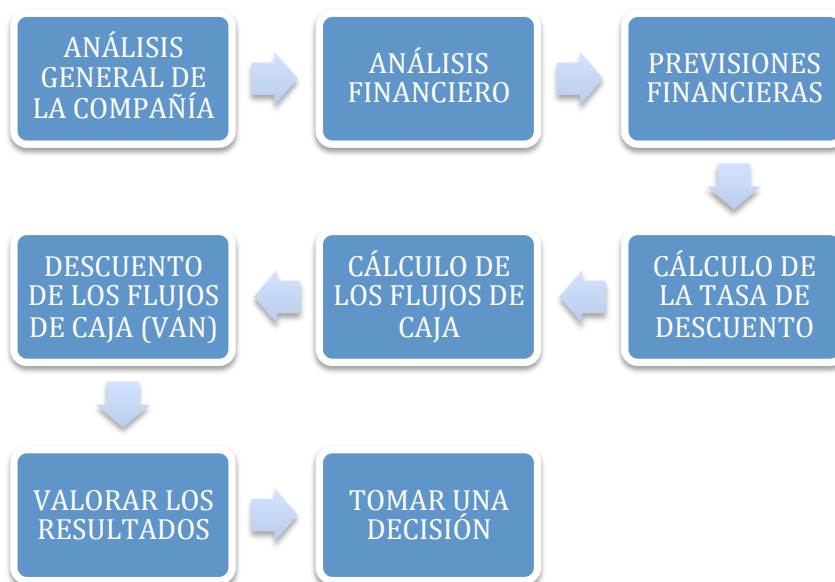 ANÁLISIS
GENERAL DE
LA COMPAÑÍA
ANÁLISIS
FINANCIERO
PREVISIONES
FINANCIERAS
CÁLCULO DE
LA TASA DE
DESCUENTO
CÁLCULO DE
LOS FLUJOS DE
CAJA
DESCUENTO
DE LOS FLUJOS
DE CAJA (VAN)
VALORAR LOS
RESULTADOS
TOMAR UNA
DECISIÓN